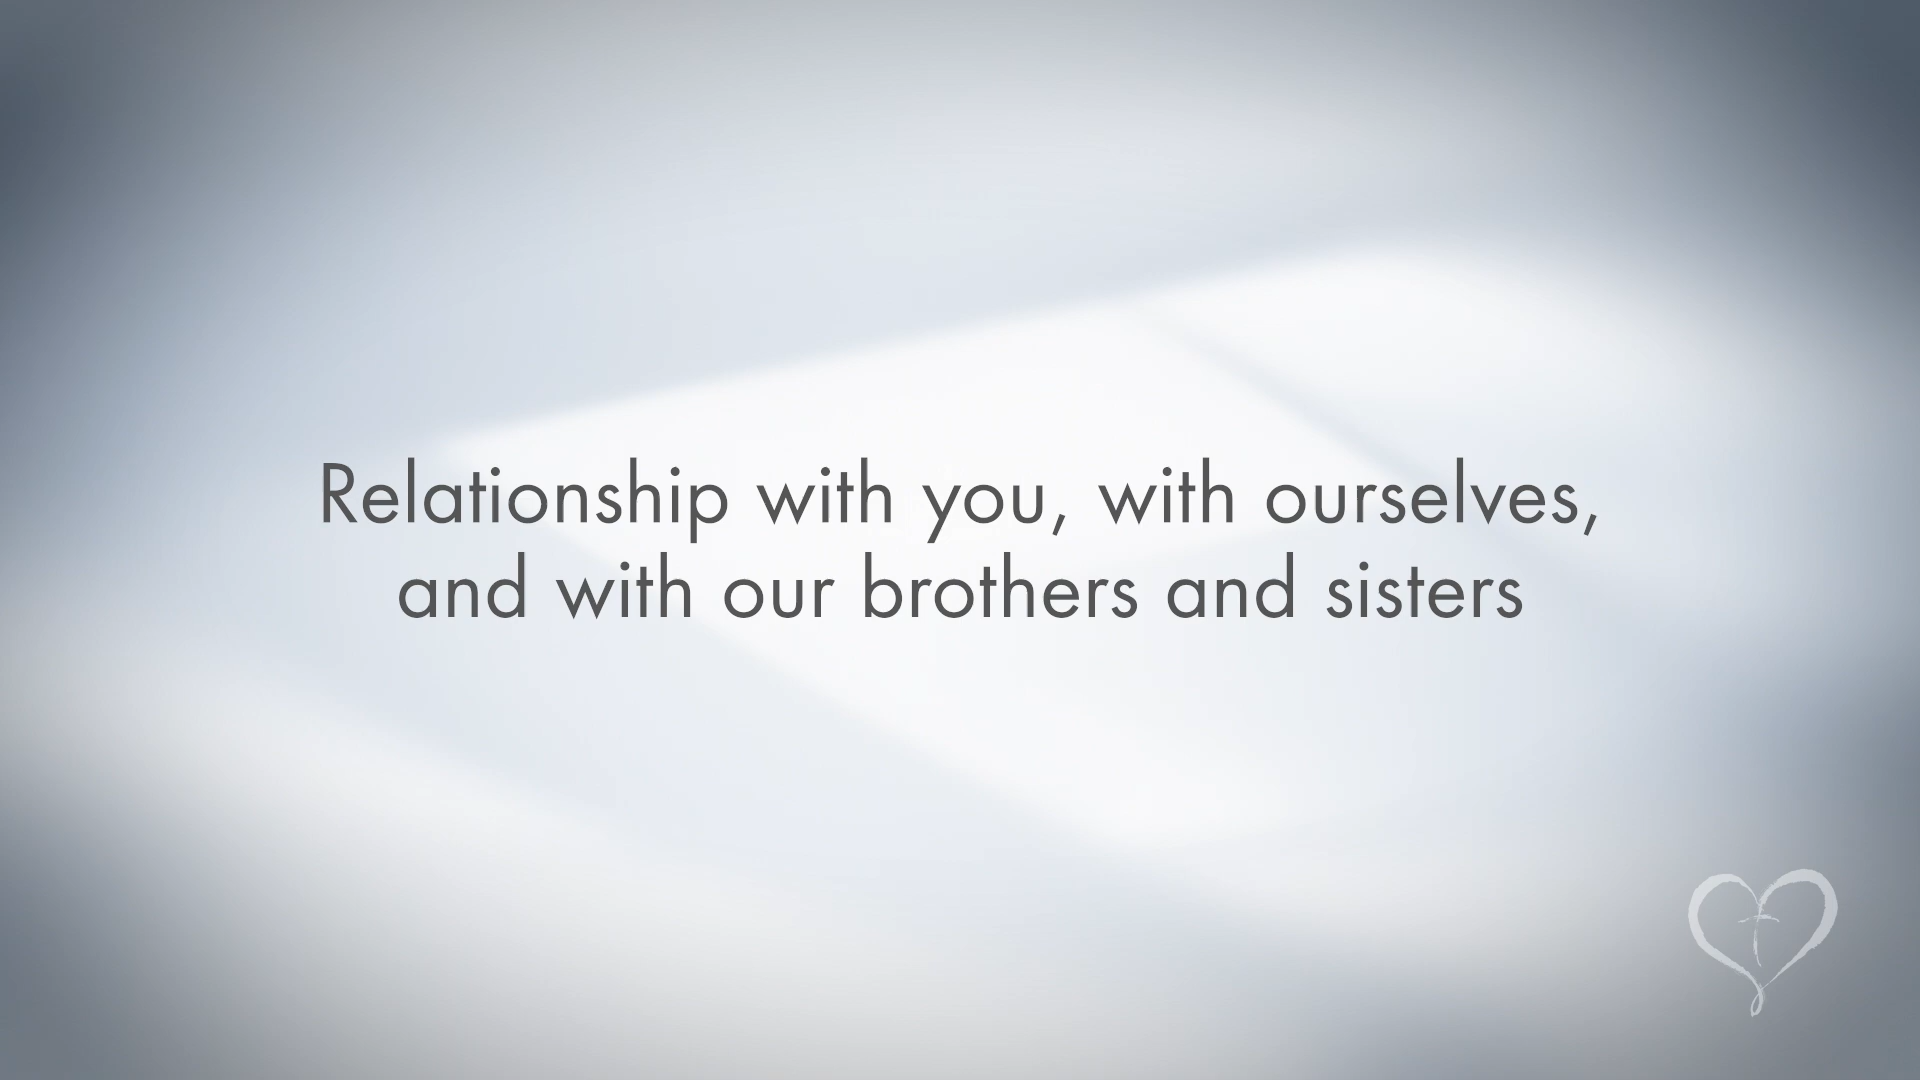 Relationship with you, with ourselves,
and with our brothers and sisters